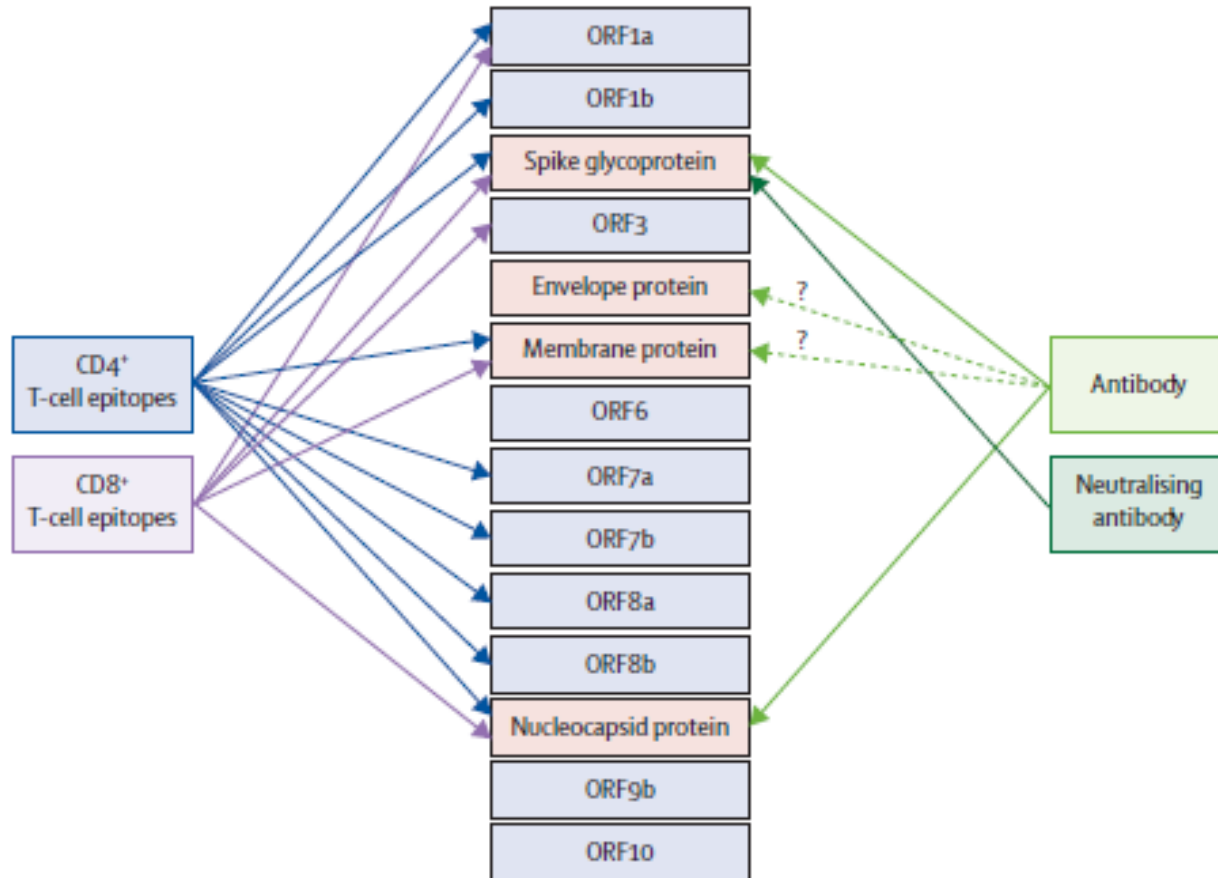 ORF1a
ORF1b
Spike glycoprotein
ORF3
Envelope protein
?
Membrane protein
?
CD4⁺
T-cell epitopes
Antibody
ORF6
ORF7a
CD8⁺
T-cell epitopes
Neutralising
antibody
ORF7b
ORF8a
ORF8b
Nucleocapsid protein
ORF9b
ORF10